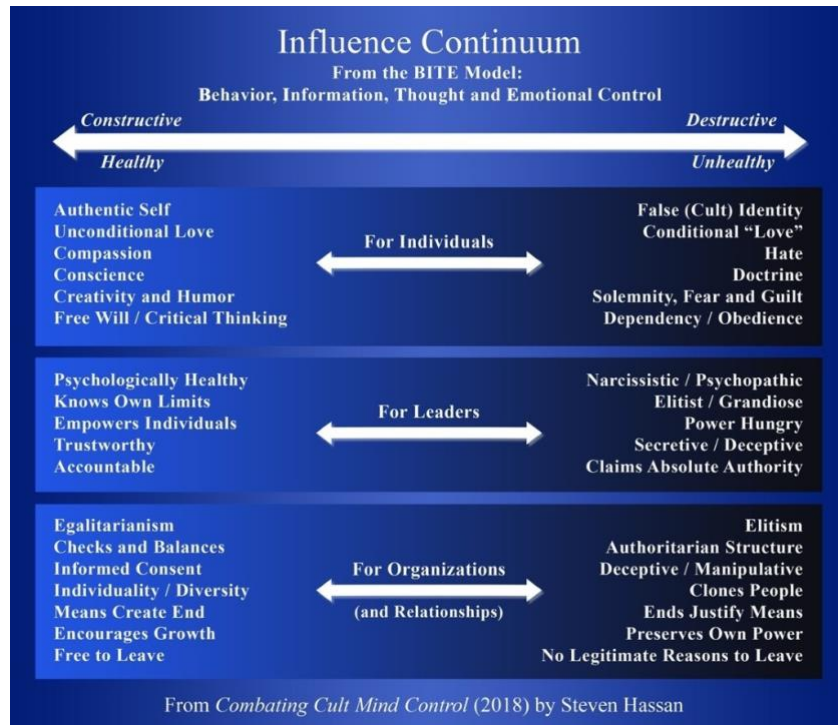 Influence Continuum
From the BITE Model:
Behavior, Information, Thought and Emotional Control
Constructive
Destructive
Healthy
Unhealthy
Authentic Self
Unconditional Love
Compassion
Conscience
Creativity and Humor
Free Will / Critical Thinking
For Individuals
False (Cult) Identity
Conditional “Love”
Hate
Doctrine
Solemnity, Fear and Guilt
Dependency / Obedience
Psychologically Healthy
Knows Own Limits
Empowers Individuals
Trustworthy
Accountable
For Leaders
Narcissistic / Psychopathic
Elitist / Grandiose
Power Hungry
Secretive / Deceptive
Claims Absolute Authority
Egalitarianism
Checks and Balances
Informed Consent
Individuality / Diversity
Means Create End
Encourages Growth
Free to Leave
For Organizations
(and Relationships)
Elitism
Authoritarian Structure
Deceptive / Manipulative
Clones People
Ends Justify Means
Preserves Own Power
No Legitimate Reasons to Leave
From Combating Cult Mind Control (2018) by Steven Hassan